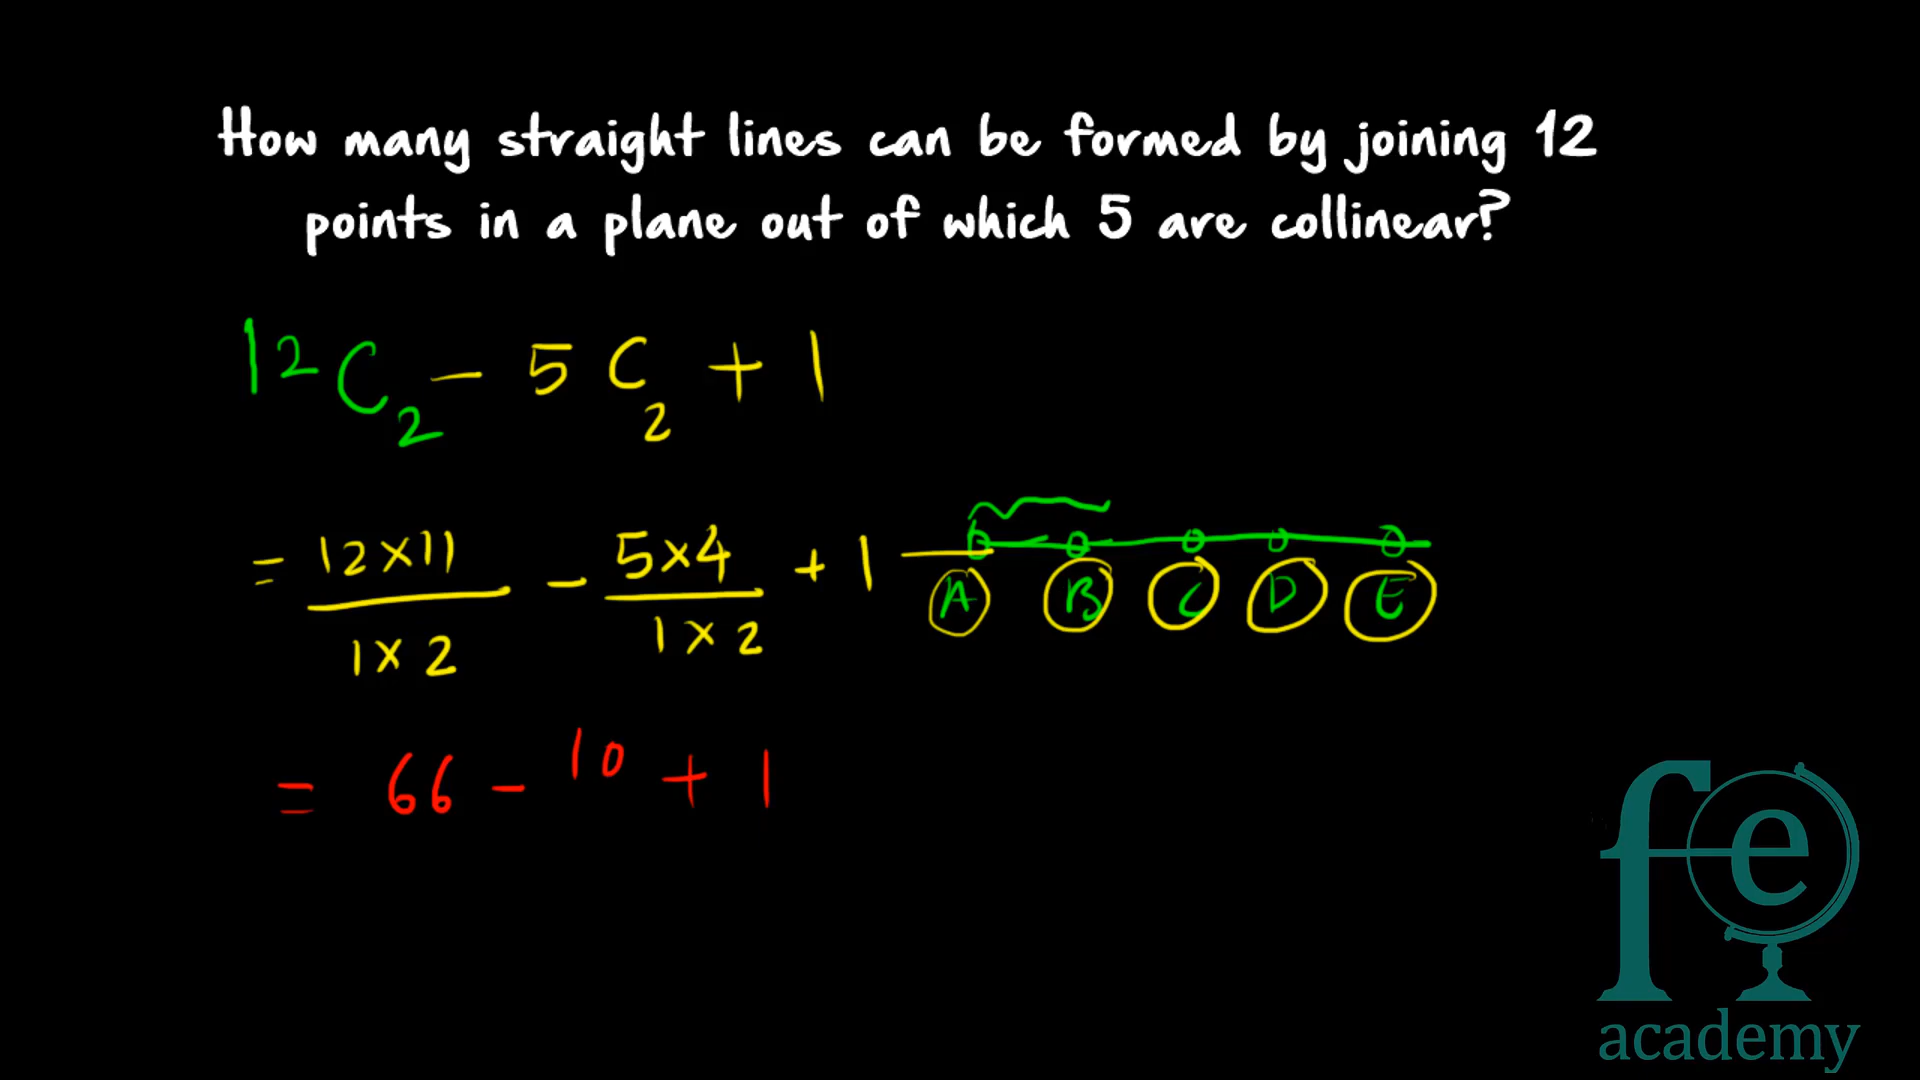 How many straight lines can be formed by joining 12
points in a plane out of which 5 are collinear?
12C2 - 5C2 + 1
= 12×11/1×2 - 5×4/1×2 + 1
A B C D E
= 66 - 10 + 1
fe
academy